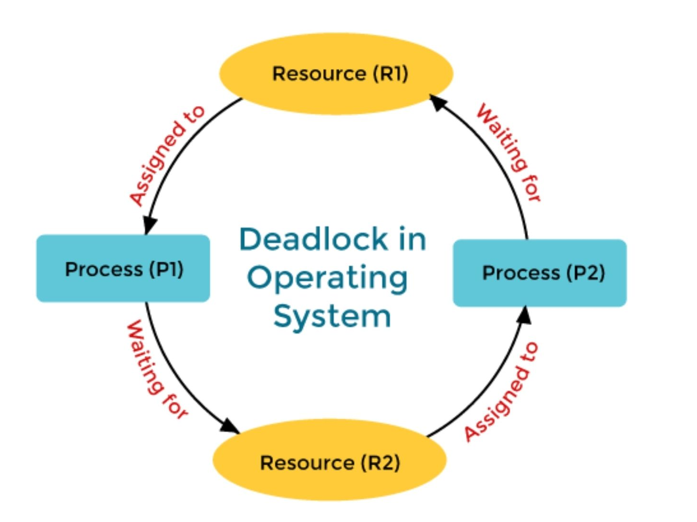 Resource (R1)
Assigned to
Waiting for
Deadlock in
Operating
System
Process (P1)
Process (P2)
Waiting for
Assigned to
Resource (R2)